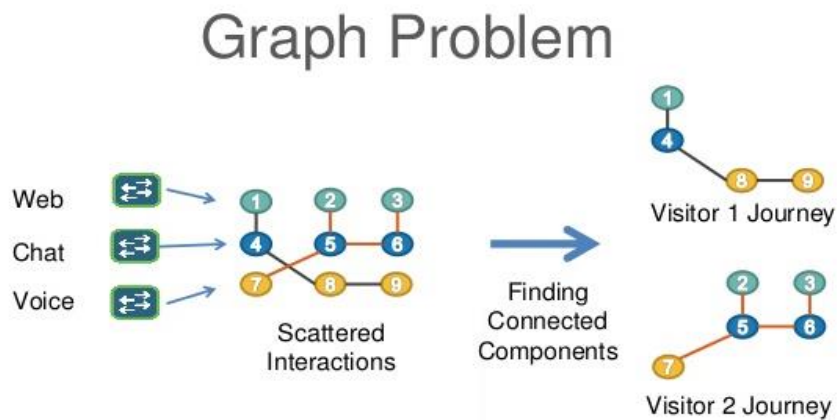 Graph Problem
Web
Chat
Voice
1 2 3
4 5 6
7 8 9
Scattered
Interactions
Finding
Connected
Components
1
4
8 9
Visitor 1 Journey
2 3
5 6
7
Visitor 2 Journey